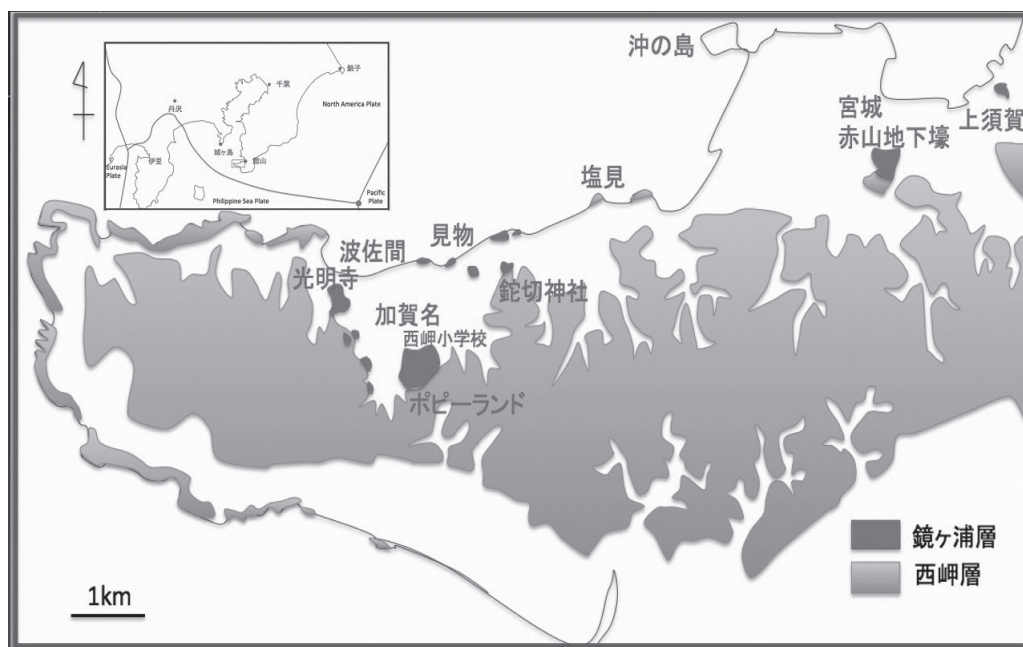 沖の島
宮城
赤山地下壕
上須賀
塩見
見物
波佐間
光明寺
鉈切神社
加賀名
西岬小学校
ポピーランド
銚子
千葉
丹沢
North America Plate
城ヶ島
館山
伊豆
Eurasia
Plate
Philippine Sea Plate
Pacific
Plate
鏡ヶ浦層
西岬層
1km